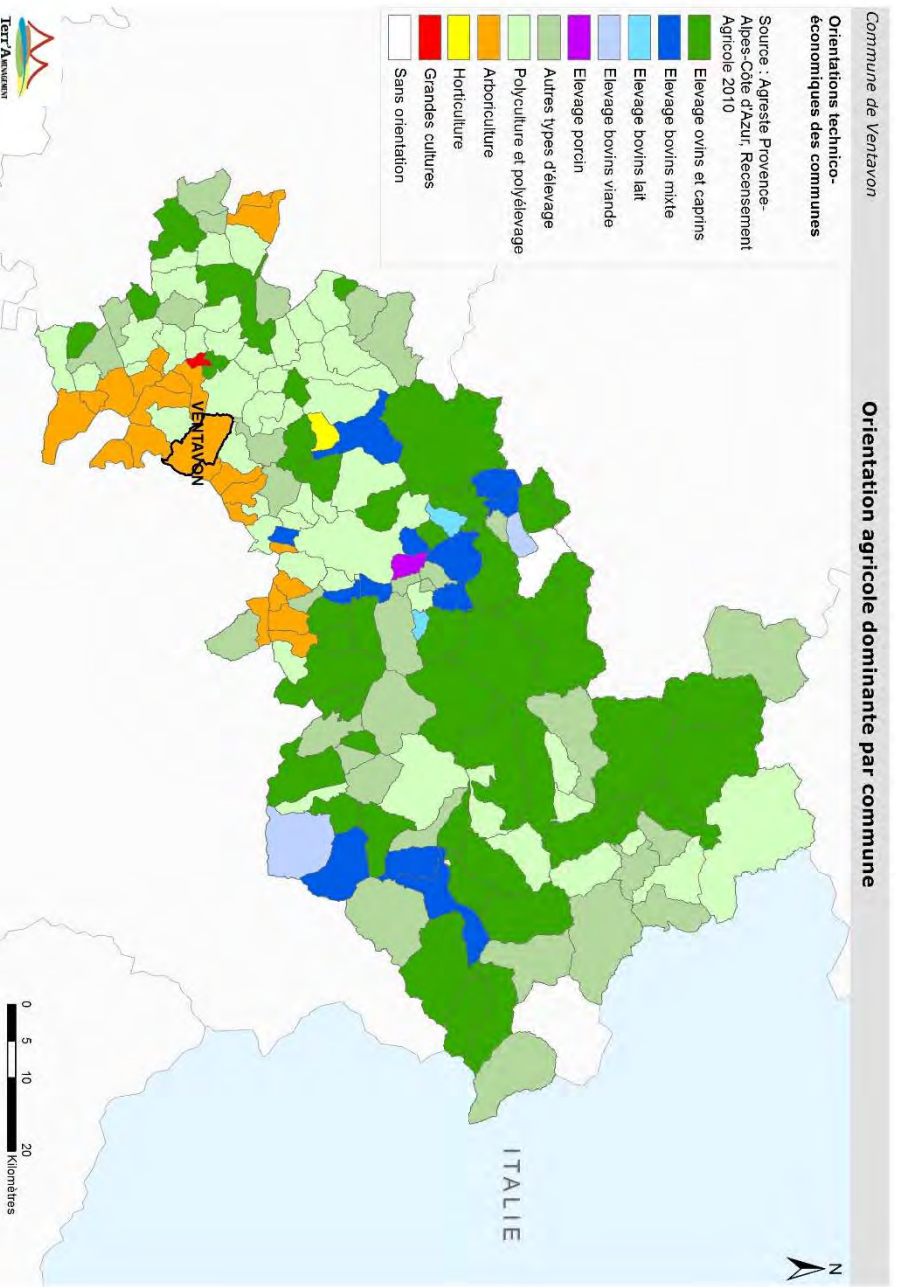 Commune de Ventavon
Orientation agricole dominante par commune
Orientations technico-
économiques des communes
Source : Agreste Provence-
Alpes-Côte d'Azur, Recensement
Agricole 2010
Elevage ovins et caprins
Elevage bovins mixte
Elevage bovins lait
Elevage bovins viande
Elevage porcin
Autres types d'élevage
Polyculture et polyélevage
Arboriculture
Horticulture
Grandes cultures
Sans orientation
VENTAVON
ITALIE
N
0 5 10 20
Kilomètres
Terr'Aménagement